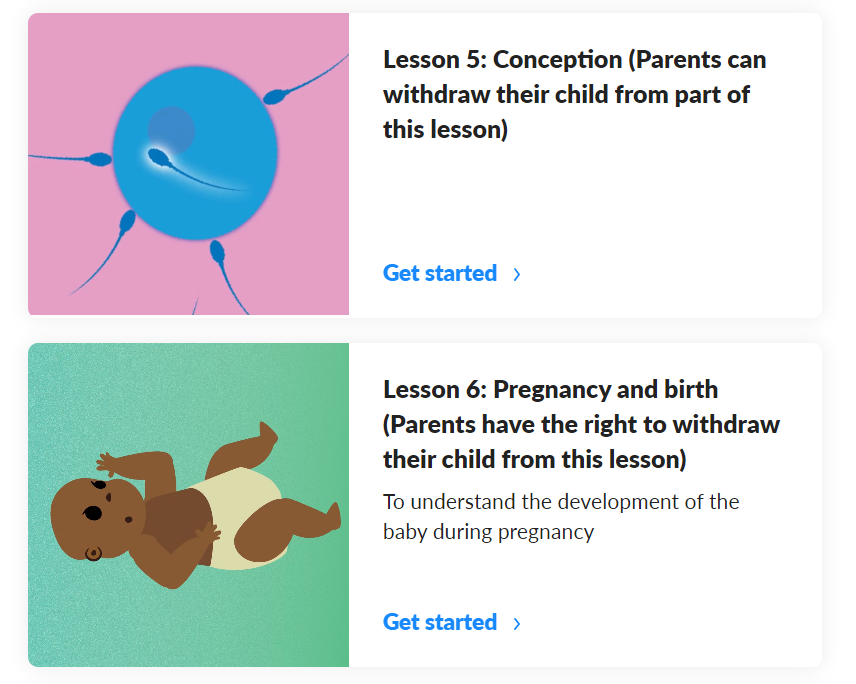 Lesson 5: Conception (Parents can
withdraw their child from part of
this lesson)
Get started
Lesson 6: Pregnancy and birth
(Parents have the right to withdraw
their child from this lesson)
To understand the development of the
baby during pregnancy
Get started